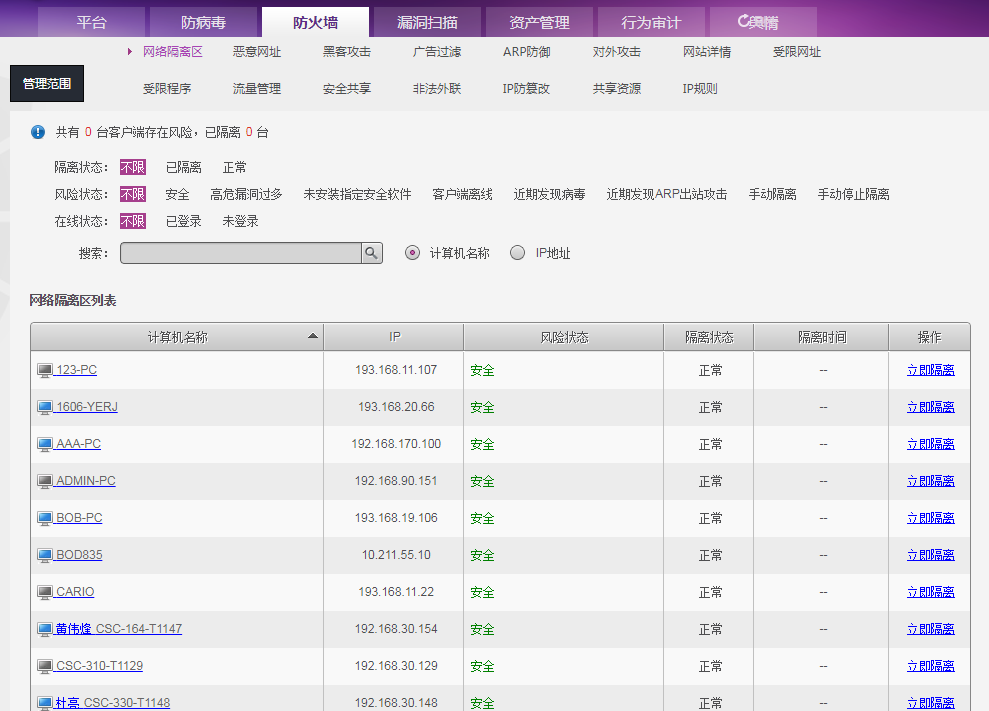 平台 防病毒 防火墙 漏洞扫描 资产管理 行为审计
网络隔离区 恶意网址 黑客攻击 广告过滤 ARP防御 对外攻击 网站详情 受限网址
管理范围
受限程序 流量管理 安全共享 非法外联 IP防篡改 共享资源 IP规则
共有 0 台客户端存在风险，已隔离 0 台
隔离状态： 不限 已隔离 正常
风险状态： 不限 安全 高危漏洞过多 未安装指定安全软件 客户端离线 近期发现病毒 近期发现ARP出站攻击 手动隔离 手动停止隔离
在线状态： 不限 已登录 未登录
搜索： 计算机名称 IP地址
网络隔离区列表
计算机名称 IP 风险状态 隔离状态 隔离时间 操作
123-PC 193.168.11.107 安全 正常 -- 立即隔离
1606-YERJ 193.168.20.66 安全 正常 -- 立即隔离
AAA-PC 192.168.170.100 安全 正常 -- 立即隔离
ADMIN-PC 192.168.90.151 安全 正常 -- 立即隔离
BOB-PC 193.168.19.106 安全 正常 -- 立即隔离
BOD835 10.211.55.10 安全 正常 -- 立即隔离
CARIO 193.168.11.22 安全 正常 -- 立即隔离
黄伟烽 CSC-164-T1147 192.168.30.154 安全 正常 -- 立即隔离
CSC-310-T1129 192.168.30.129 安全 正常 -- 立即隔离
杜亮 CSC-330-T1148 192.168.30.148 安全 正常 -- 立即隔离